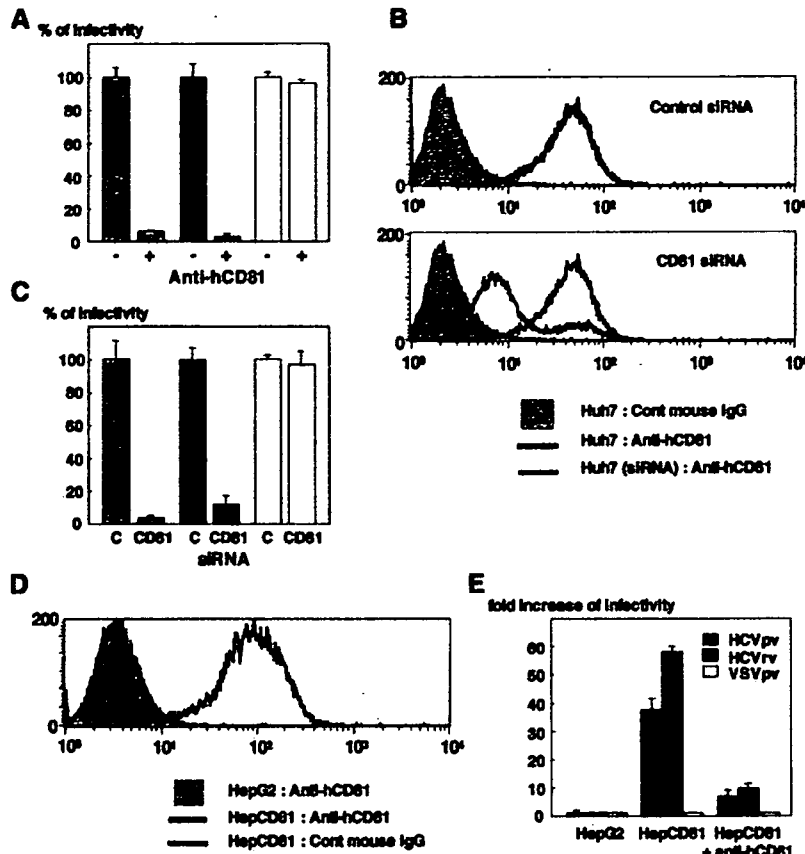 A
% of Infectivity
100
80
60
40
20
0
- + - + - +
Anti-hCD81
B
200
Control siRNA
0
10⁰ 10¹ 10² 10³ 10⁴
200
CD81 siRNA
0
10⁰ 10¹ 10² 10³ 10⁴
Huh7 : Cont mouse IgG
Huh7 : Anti-hCD81
Huh7 (siRNA) : Anti-hCD81
C
% of Infectivity
100
80
60
40
20
0
C CD81 C CD81 C CD81
siRNA
D
200
0
10⁰ 10¹ 10² 10³ 10⁴
HepG2 : Anti-hCD81
HepCD81 : Anti-hCD81
HepCD81 : Cont mouse IgG
E
fold increase of infectivity
60
50
40
30
20
10
0
HCVpv
HCVrv
VSVpv
HepG2 HepCD81 HepCD81
+ anti-hCD81